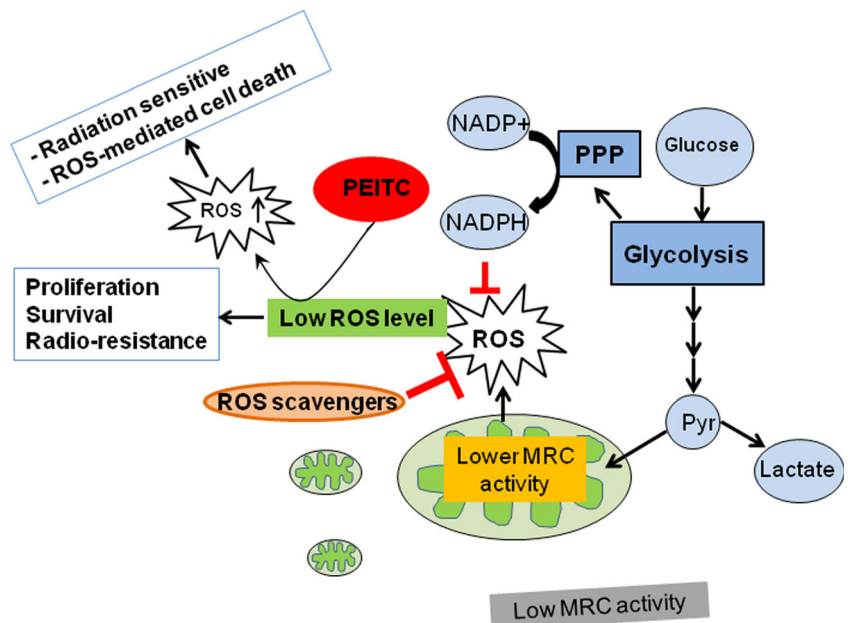 - Radiation sensitive
- ROS-mediated cell death
ROS ↑
PEITC
NADP+
PPP
Glucose
NADPH
Glycolysis
Proliferation
Survival
Radio-resistance
Low ROS level
ROS
ROS scavengers
Pyr
Lower MRC
activity
Lactate
Low MRC activity